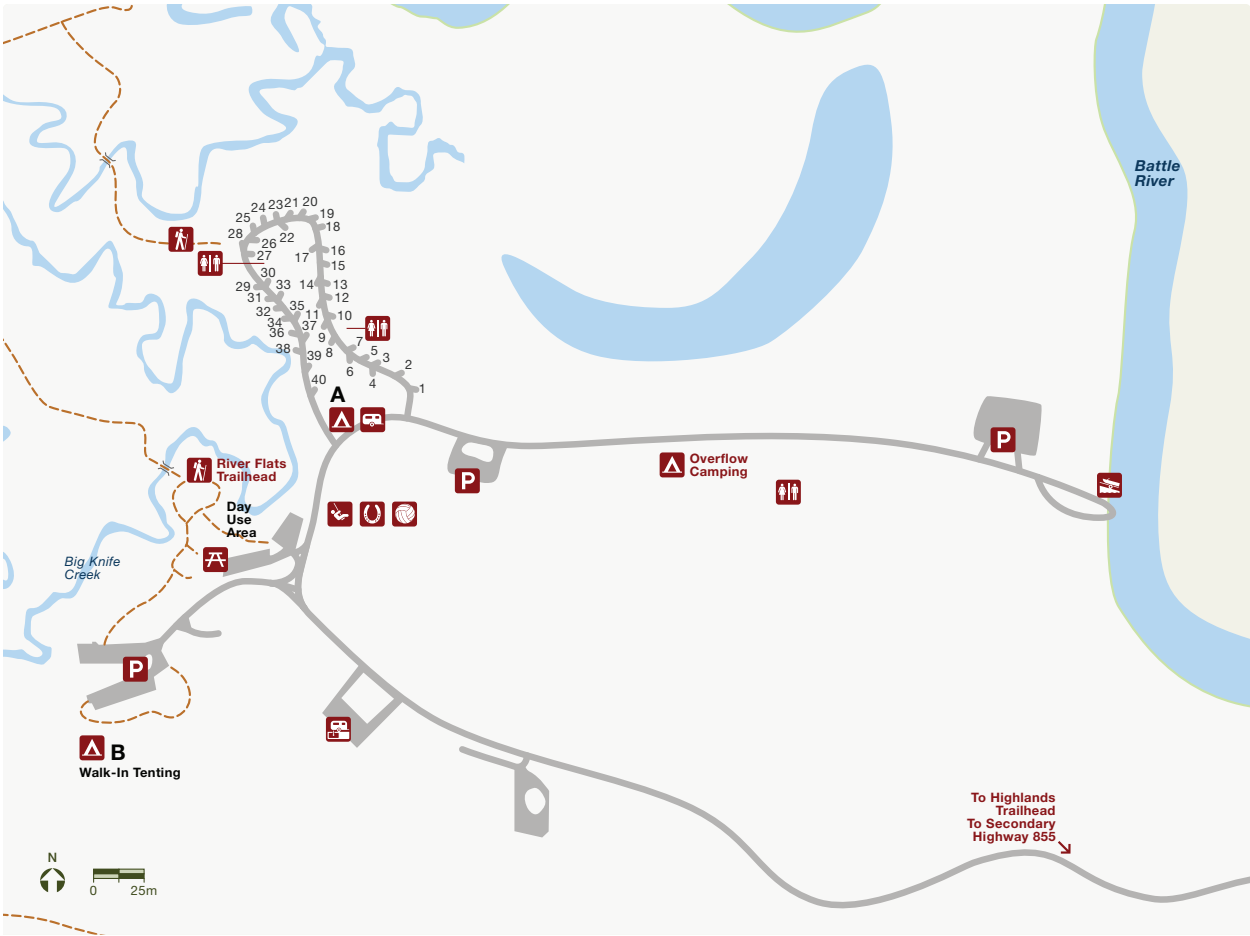 Battle
River
20
21
23
24
19
25
18
28
22
26
16
17
27
15
30
14
13
29
33
12
31
35
32
11
10
34
37
36
9
7
8
5
38
39
3
2
6
4
40
1
A
P
P
Overflow
Camping
River Flats
Trailhead
Day
Use
Area
Big Knife
Creek
P
B
Walk-In Tenting
To Highlands
Trailhead
To Secondary
Highway 855
N
0 25m